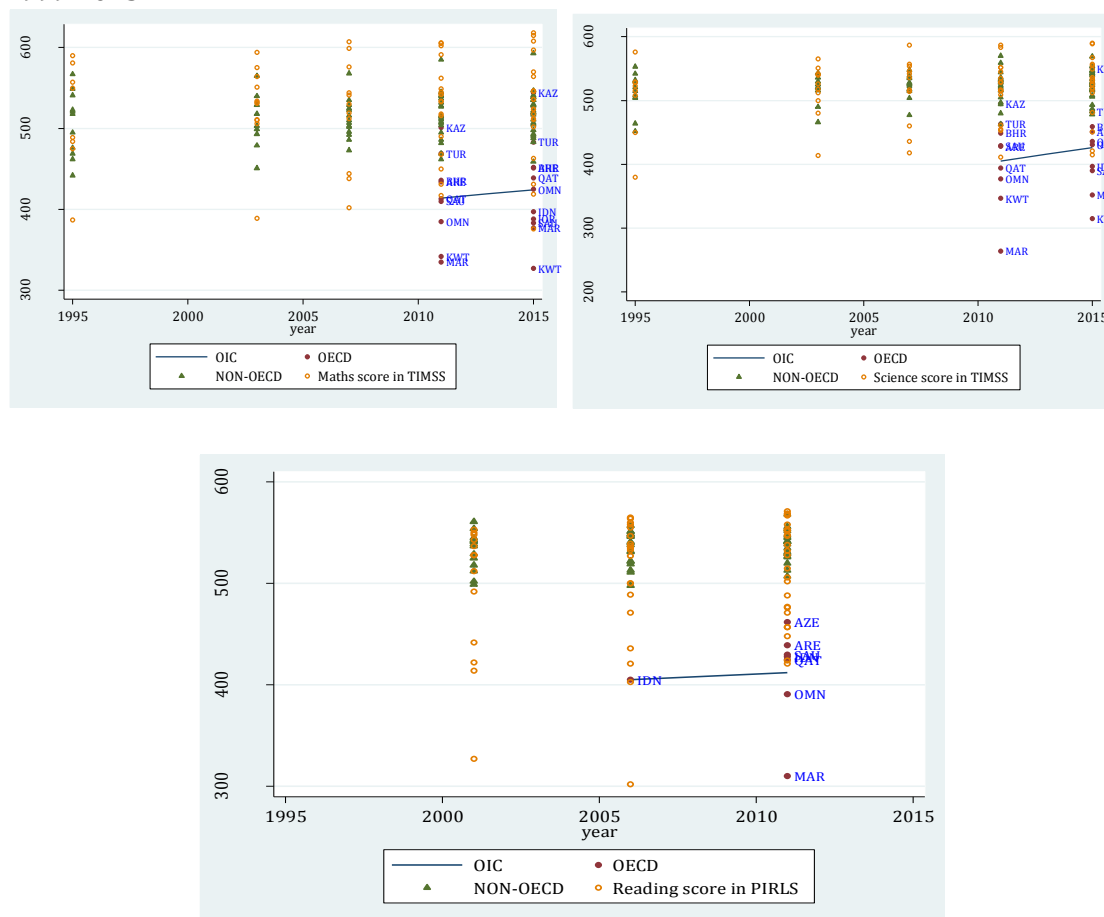 600
500
400
300
KAZ
KAZ
TUR
TUR
QAT
OMN
OMN
IDN
MAR
KWT
MAR
KWT
1995 2000 2005 2010 2015
year
OIC OECD
NON-OECD Maths score in TIMSS
600
500
400
300
200
KAZ
TUR
BHR
ARE
QAT
OMN
KWT
MAR
1995 2000 2005 2010 2015
year
OIC OECD
NON-OECD Science score in TIMSS
600
500
400
300
AZE
ARE
QAT
IDN
OMN
MAR
1995 2000 2005 2010 2015
year
OIC OECD
NON-OECD Reading score in PIRLS